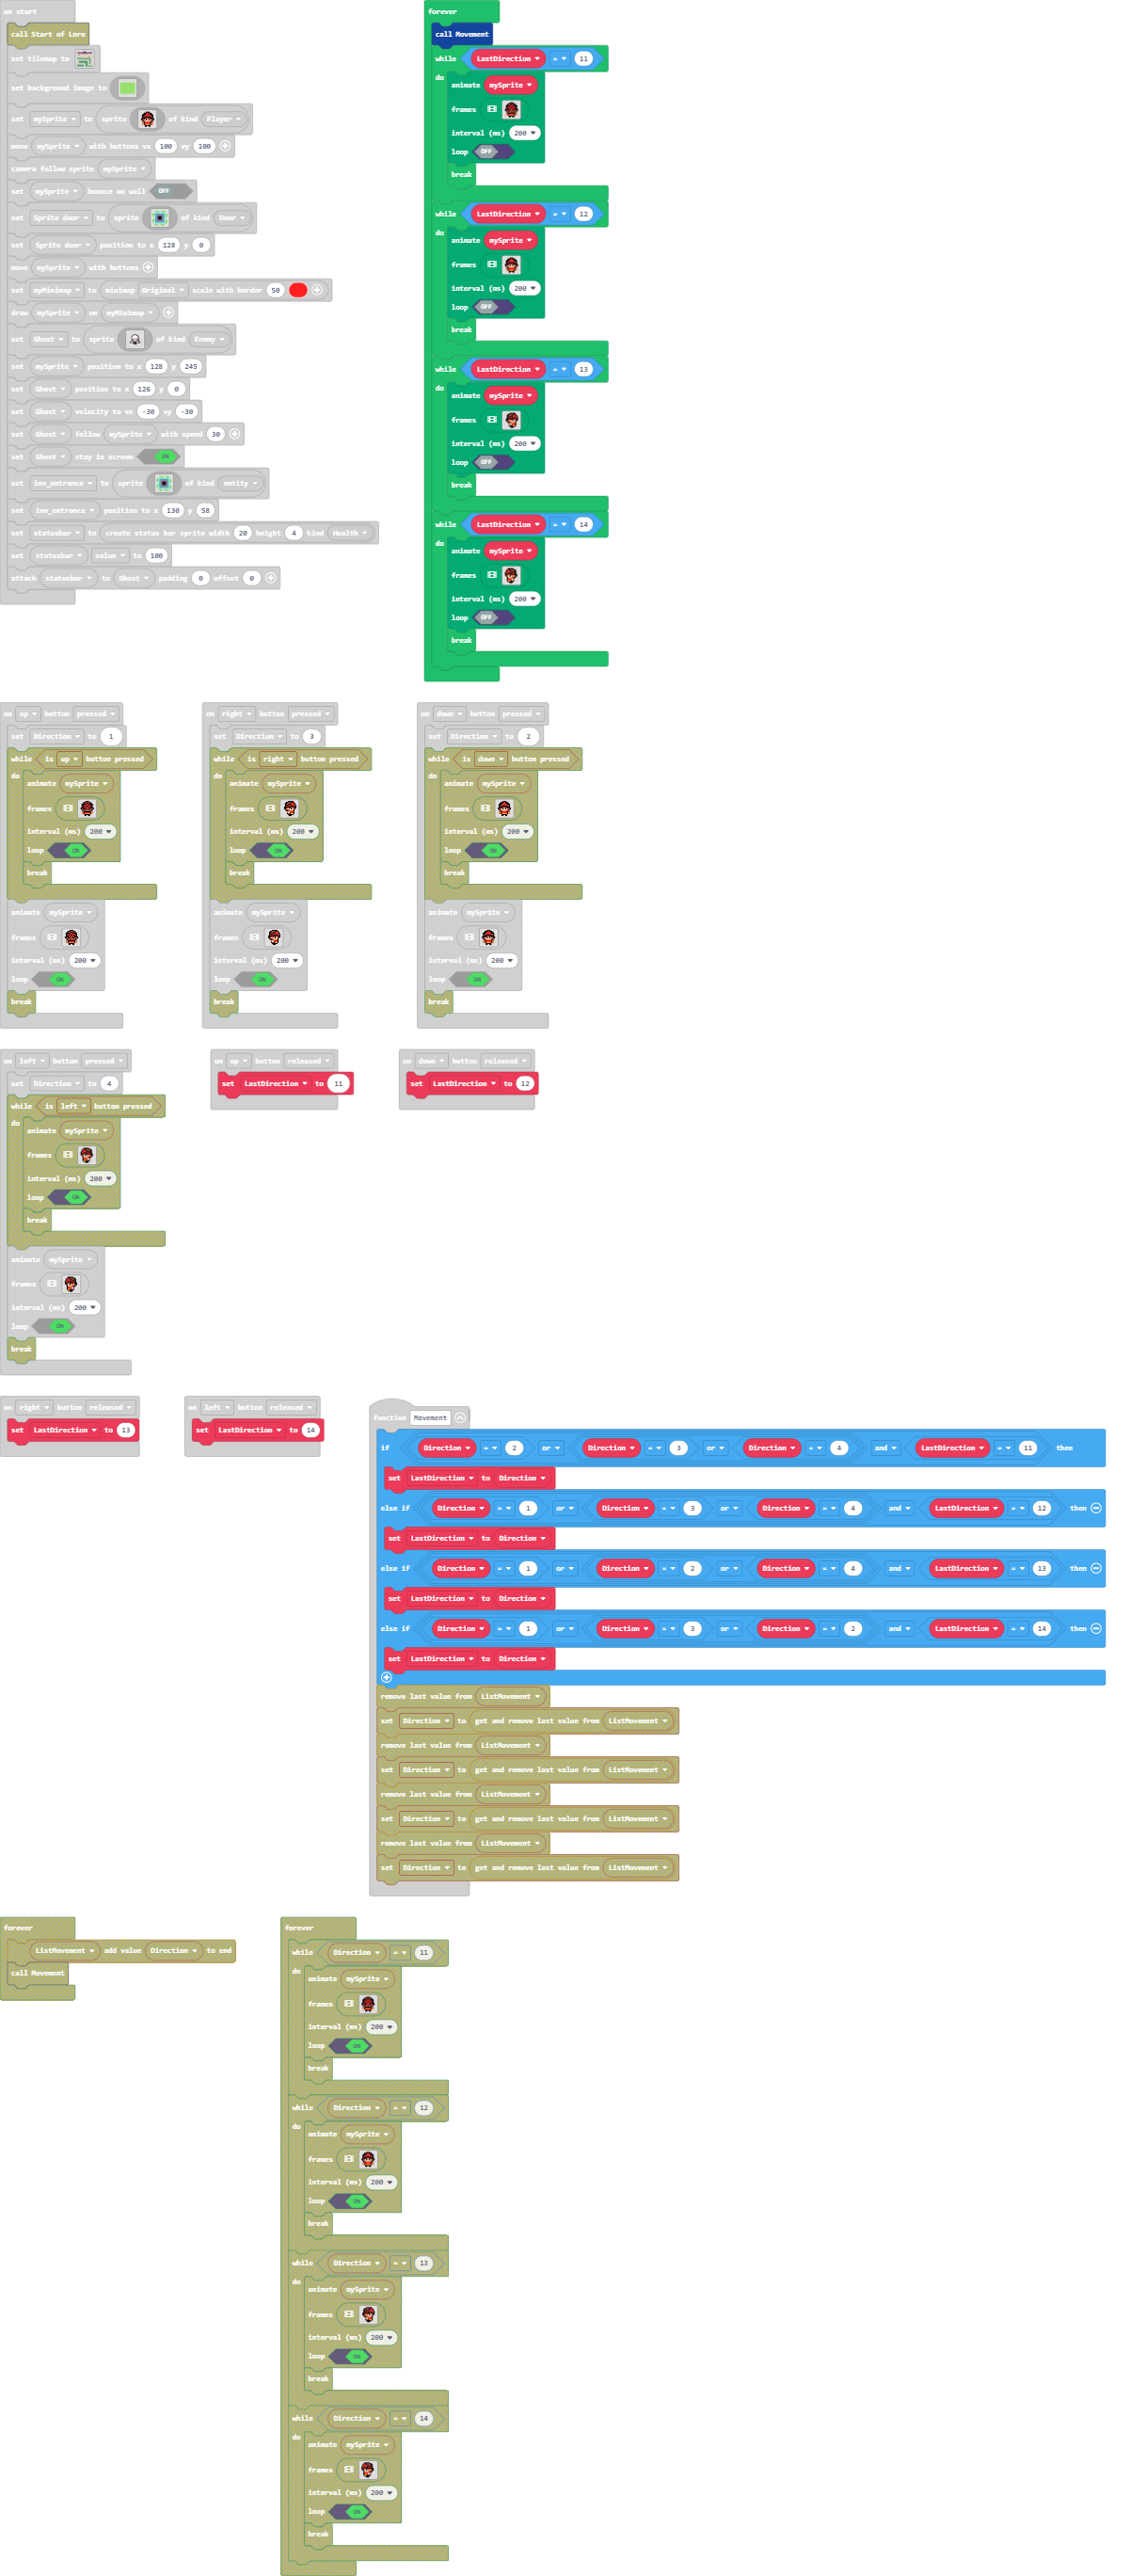 on start
call Start of Lore
set tilemap to
set background image to
set mySprite to sprite of kind Player
move mySprite with buttons vx 100 vy 100
camera follow sprite mySprite
set mySprite bounce on wall OFF
set Sprite door to sprite of kind Door
set Sprite door position to x 128 y 0
move mySprite with buttons
set myMinimap to minimap Original scale with border 50
draw mySprite on myMinimap
set Ghost to sprite of kind Enemy
set mySprite position to x 128 y 245
set Ghost position to x 126 y 0
set Ghost velocity to vx -30 vy -30
set Ghost follow mySprite with speed 30
set Ghost stay in screen ON
set inv_entrance to sprite of kind entity
set inv_entrance position to x 130 y 58
set statusbar to create status bar sprite width 20 height 4 kind Health
set statusbar value to 100
attach statusbar to Ghost padding 0 offset 0
forever
call Movement
while LastDirection = 11
do
animate mySprite
frames
interval (ms) 200
loop OFF
break
while LastDirection = 12
do
animate mySprite
frames
interval (ms) 200
loop OFF
break
while LastDirection = 13
do
animate mySprite
frames
interval (ms) 200
loop OFF
break
while LastDirection = 14
do
animate mySprite
frames
interval (ms) 200
loop OFF
break
on up button pressed
set Direction to 1
while is up button pressed
do
animate mySprite
frames
interval (ms) 200
loop ON
break
animate mySprite
frames
interval (ms) 200
loop ON
break
on right button pressed
set Direction to 3
while is right button pressed
do
animate mySprite
frames
interval (ms) 200
loop ON
break
animate mySprite
frames
interval (ms) 200
loop ON
break
on down button pressed
set Direction to 2
while is down button pressed
do
animate mySprite
frames
interval (ms) 200
loop ON
break
animate mySprite
frames
interval (ms) 200
loop ON
break
on left button pressed
set Direction to 4
while is left button pressed
do
animate mySprite
frames
interval (ms) 200
loop ON
break
animate mySprite
frames
interval (ms) 200
loop ON
break
on up button released
set LastDirection to 11
on down button released
set LastDirection to 12
on right button released
set LastDirection to 13
on left button released
set LastDirection to 14
function Movement
if Direction = 2 or Direction = 3 or Direction = 4 and LastDirection = 11 then
set LastDirection to Direction
else if Direction = 1 or Direction = 3 or Direction = 4 and LastDirection = 12 then
set LastDirection to Direction
else if Direction = 1 or Direction = 2 or Direction = 4 and LastDirection = 13 then
set LastDirection to Direction
else if Direction = 1 or Direction = 3 or Direction = 2 and LastDirection = 14 then
set LastDirection to Direction
remove last value from ListMovement
set Direction to get and remove last value from ListMovement
remove last value from ListMovement
set Direction to get and remove last value from ListMovement
remove last value from ListMovement
set Direction to get and remove last value from ListMovement
remove last value from ListMovement
set Direction to get and remove last value from ListMovement
forever
ListMovement add value Direction to end
call Movement
forever
while Direction = 11
do
animate mySprite
frames
interval (ms) 200
loop ON
break
while Direction = 12
do
animate mySprite
frames
interval (ms) 200
loop ON
break
while Direction = 13
do
animate mySprite
frames
interval (ms) 200
loop ON
break
while Direction = 14
do
animate mySprite
frames
interval (ms) 200
loop ON
break